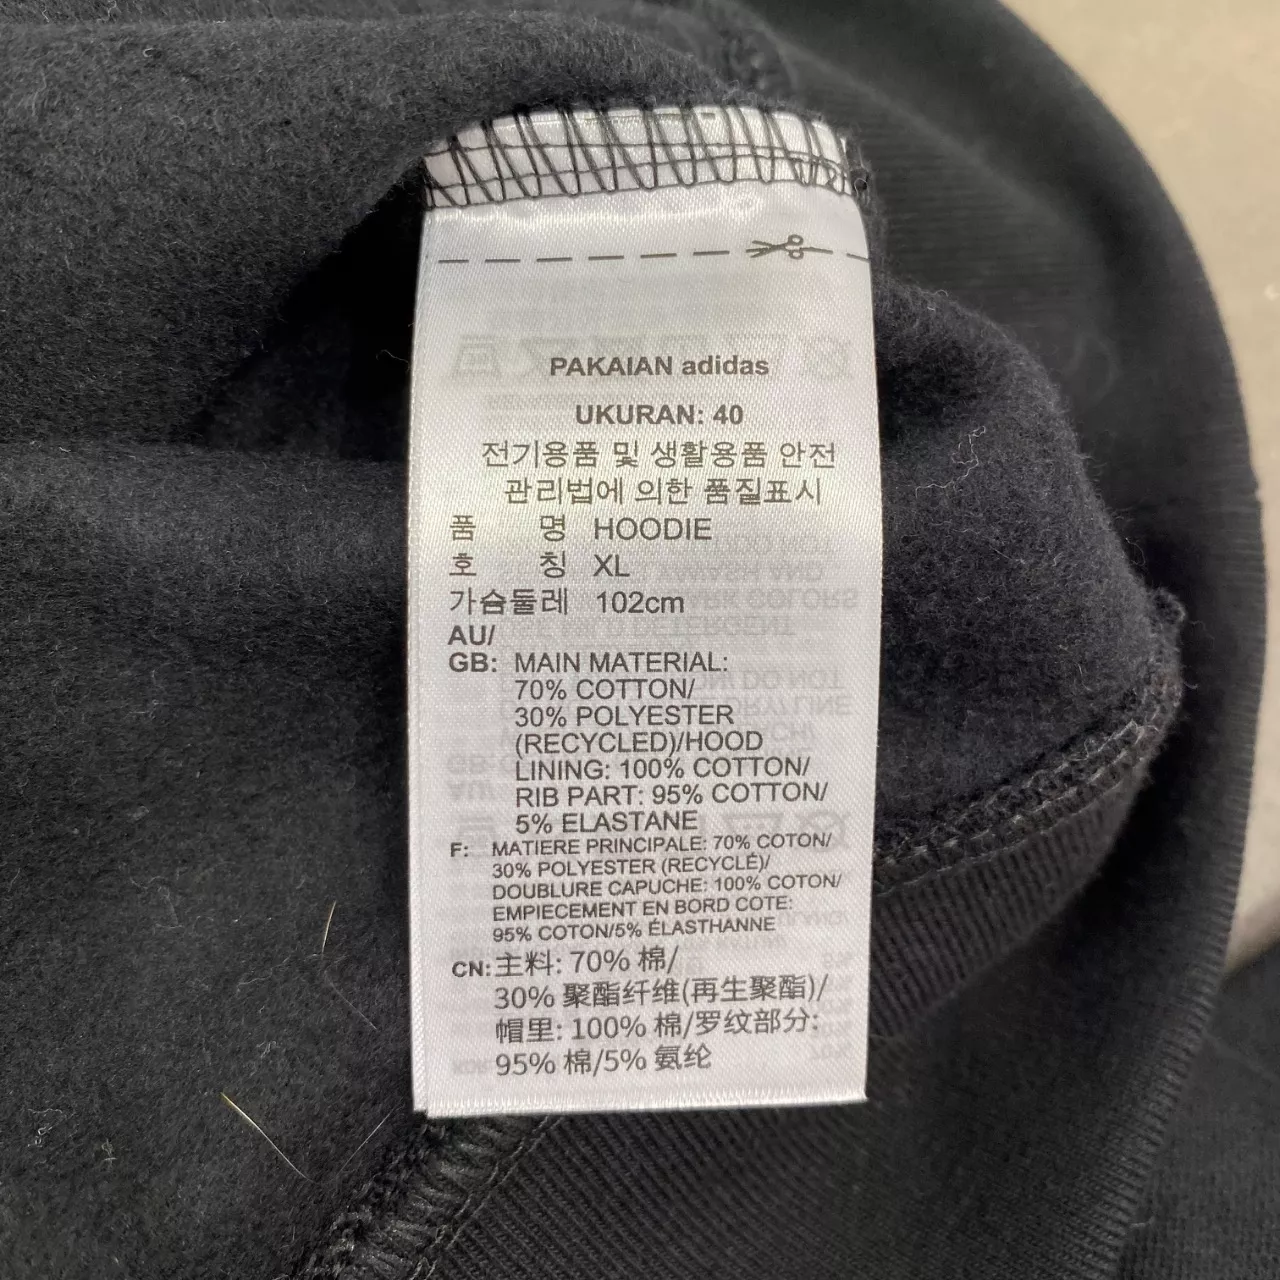 PAKAIAN adidas
UKURAN: 40
전기용품 및 생활용품 안전
관리법에 의한 품질표시
품 명 HOODIE
호 칭 XL
가슴둘레 102cm
AU/
GB: MAIN MATERIAL:
70% COTTON/
30% POLYESTER
(RECYCLED)/HOOD
LINING: 100% COTTON/
RIB PART: 95% COTTON/
5% ELASTANE
F: MATIERE PRINCIPALE: 70% COTON/
30% POLYESTER (RECYCLÉ)/
DOUBLURE CAPUCHE: 100% COTON/
EMPIECEMENT EN BORD COTE:
95% COTON/5% ÉLASTHANNE
CN: 主料: 70% 棉/
30% 聚酯纤维(再生聚酯)/
帽里: 100% 棉/罗纹部分:
95% 棉/5% 氨纶